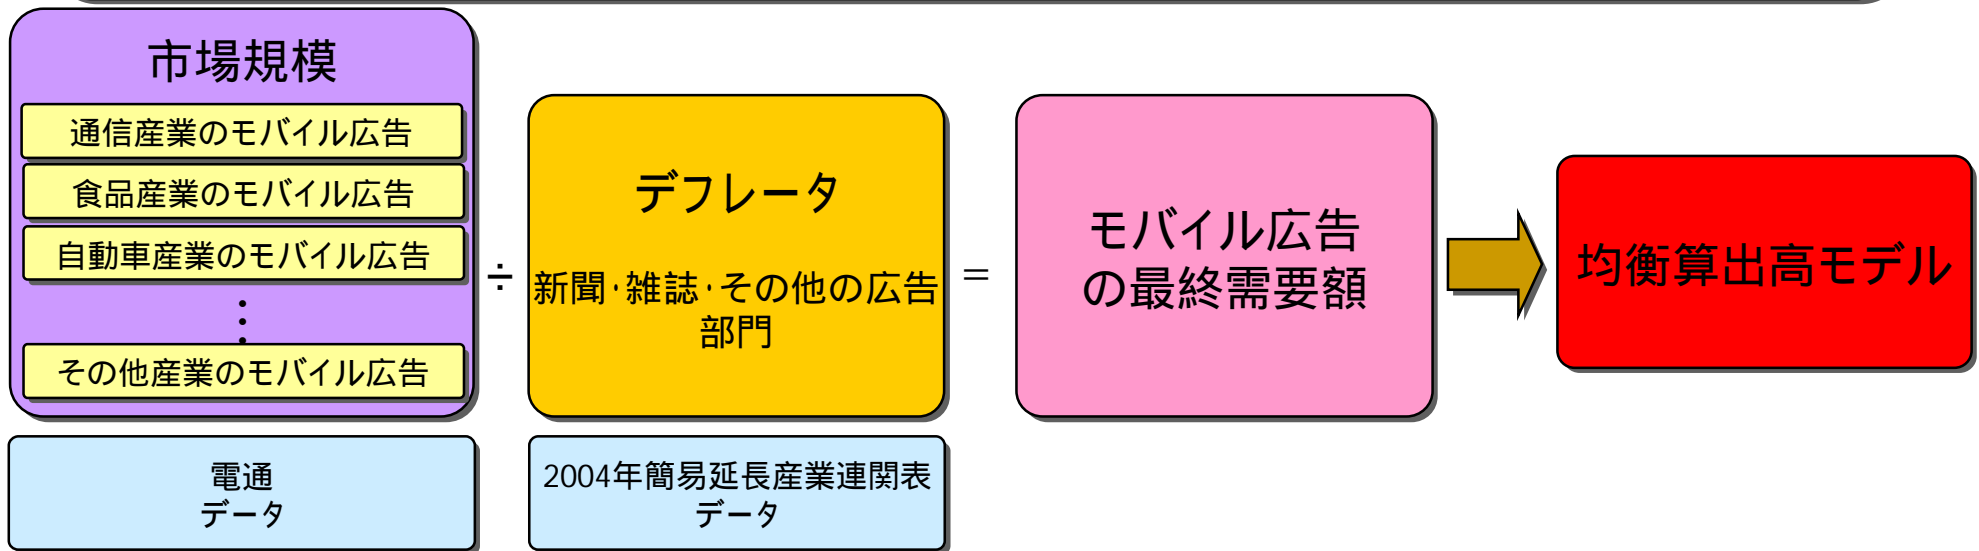 市場規模
通信産業のモバイル広告
食品産業のモバイル広告
自動車産業のモバイル広告
⋮
その他産業のモバイル広告
電通
データ
÷
デフレータ
新聞・雑誌・その他の広告
部門
2004年簡易延長産業連関表
データ
=
モバイル広告
の最終需要額
均衡算出高モデル